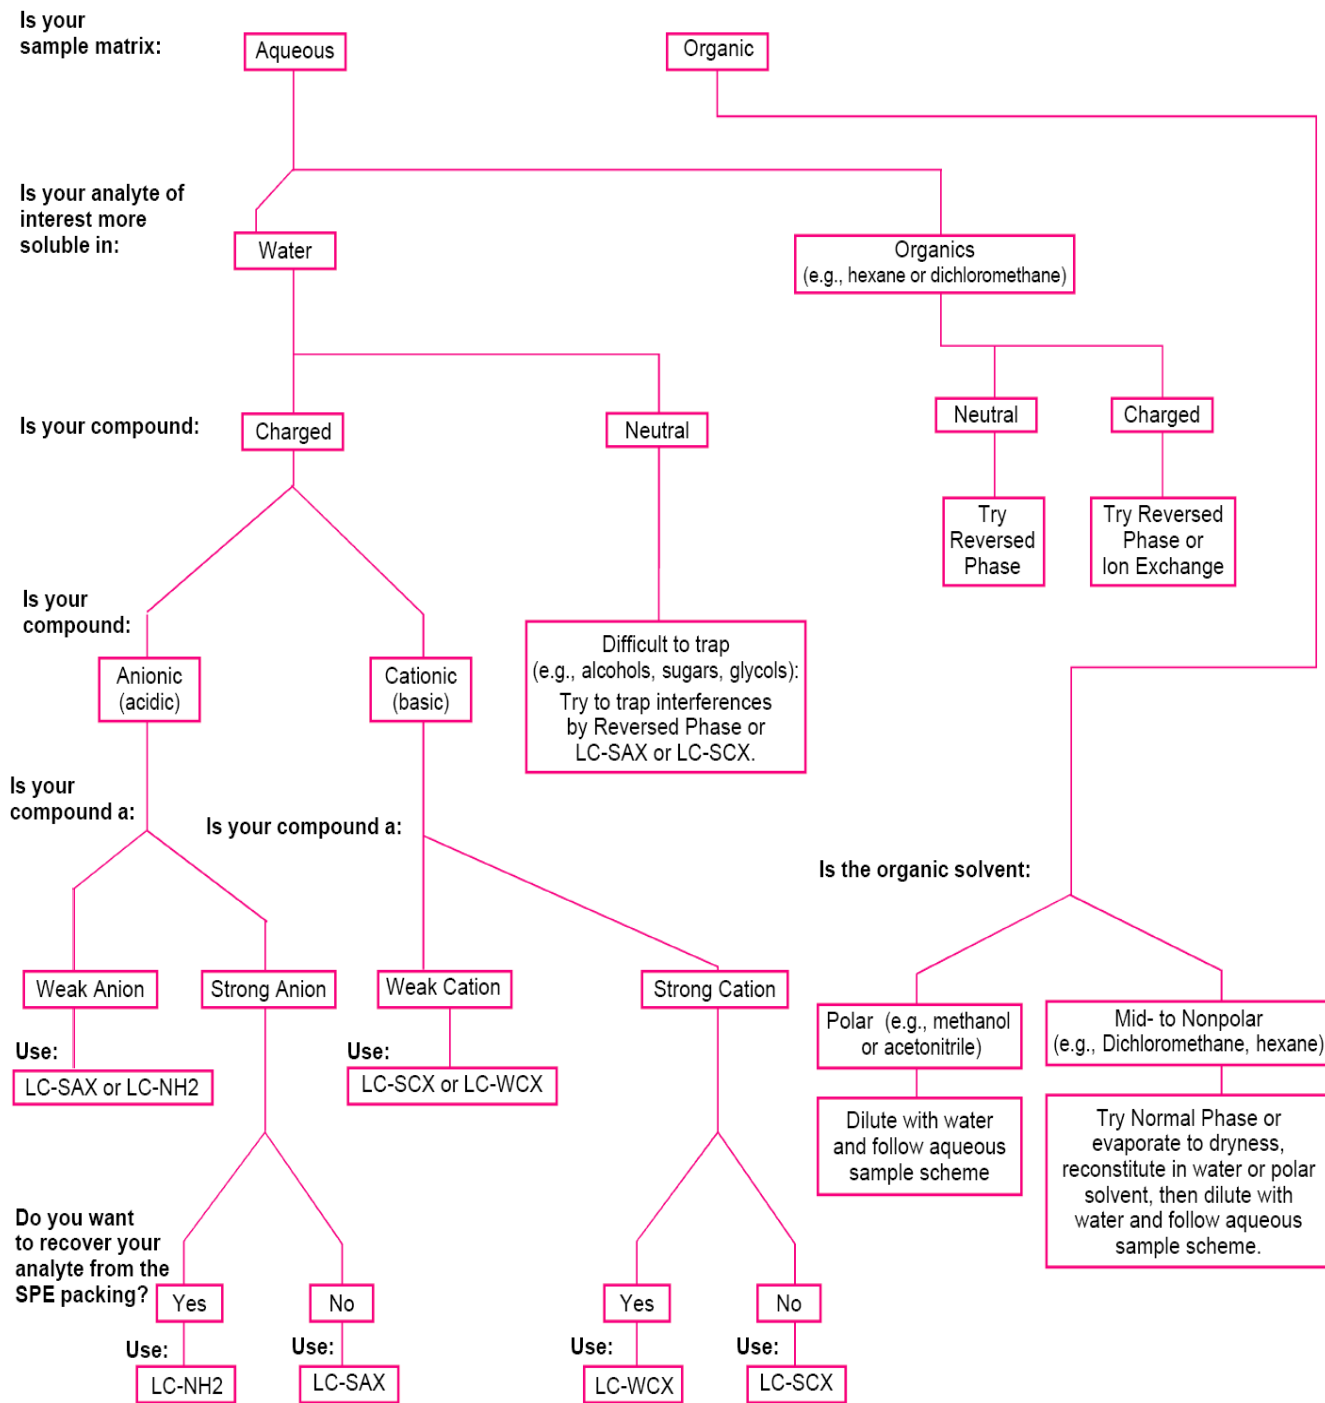 Is your
sample matrix:
Aqueous
Organic
Is your analyte of
interest more
soluble in:
Water
Organics
(e.g., hexane or dichloromethane)
Is your compound:
Charged
Neutral
Neutral
Charged
Try
Reversed
Phase
Try Reversed
Phase or
Ion Exchange
Is your
compound:
Anionic
(acidic)
Cationic
(basic)
Difficult to trap
(e.g., alcohols, sugars, glycols):
Try to trap interferences
by Reversed Phase or
LC-SAX or LC-SCX.
Is your
compound a:
Is your compound a:
Is the organic solvent:
Weak Anion
Strong Anion
Weak Cation
Strong Cation
Polar (e.g., methanol
or acetonitrile)
Mid- to Nonpolar
(e.g., Dichloromethane, hexane)
Use:
LC-SAX or LC-NH2
Use:
LC-SCX or LC-WCX
Dilute with water
and follow aqueous
sample scheme
Try Normal Phase or
evaporate to dryness,
reconstitute in water or polar
solvent, then dilute with
water and follow aqueous
sample scheme.
Do you want
to recover your
analyte from the
SPE packing?
Yes
No
Yes
No
Use:
LC-NH2
Use:
LC-SAX
Use:
LC-WCX
Use:
LC-SCX